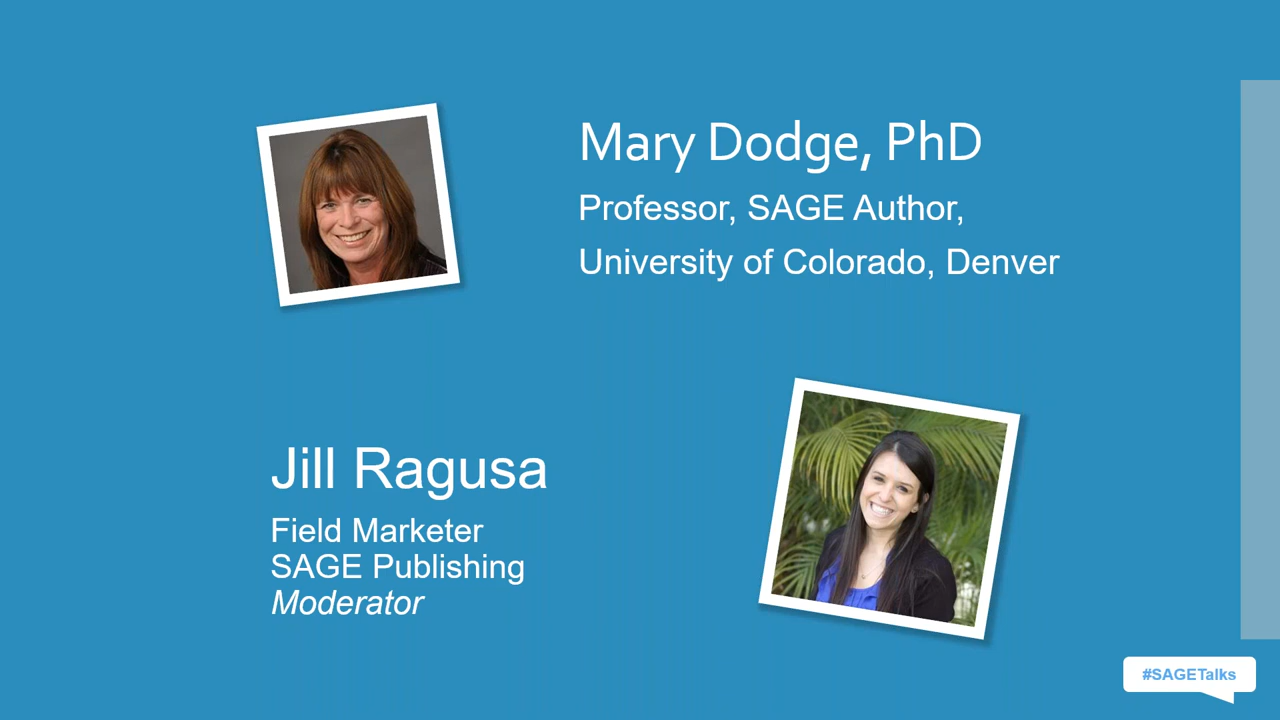 Mary Dodge, PhD
Professor, SAGE Author,
University of Colorado, Denver
Jill Ragusa
Field Marketer
SAGE Publishing
Moderator
#SAGETalks